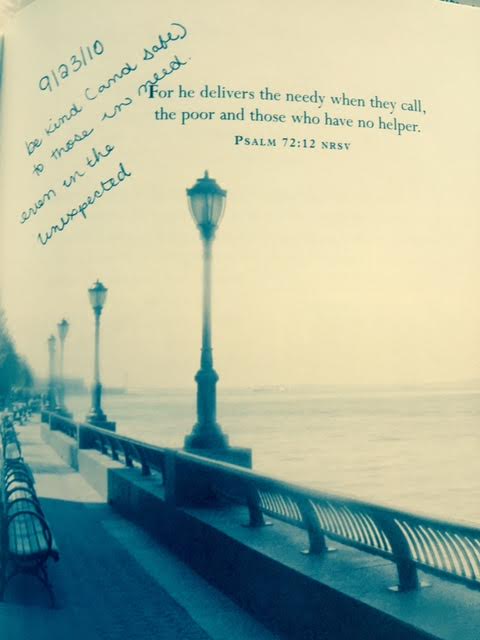 9/23/10
be kind (and safe)
to those in need.
even in the
unexpected
For he delivers the needy when they call,
the poor and those who have no helper.
PSALM 72:12 NRSV